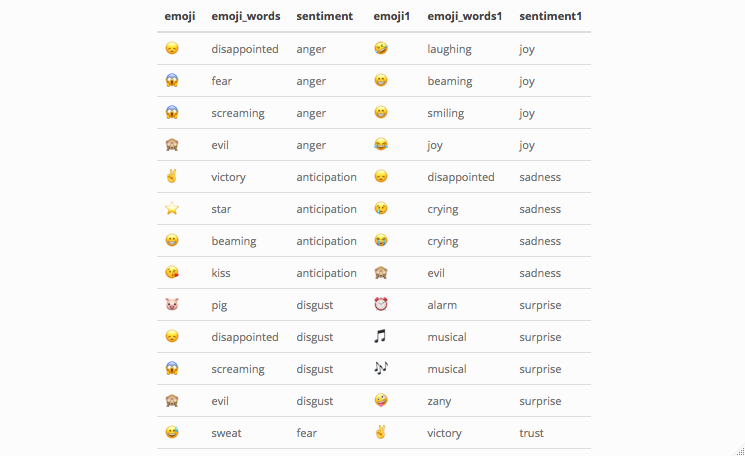 emoji emoji_words sentiment emoji1 emoji_words1 sentiment1
😞 disappointed anger 🤣 laughing joy
😱 fear anger 😁 beaming joy
😱 screaming anger 😁 smiling joy
🙈 evil anger 😂 joy joy
✌ victory anticipation 😞 disappointed sadness
⭐ star anticipation 😢 crying sadness
😁 beaming anticipation 😭 crying sadness
😘 kiss anticipation 🙈 evil sadness
🐷 pig disgust ⏰ alarm surprise
😞 disappointed disgust 🎵 musical surprise
😱 screaming disgust 🎶 musical surprise
🙈 evil disgust 🤪 zany surprise
😅 sweat fear ✌ victory trust